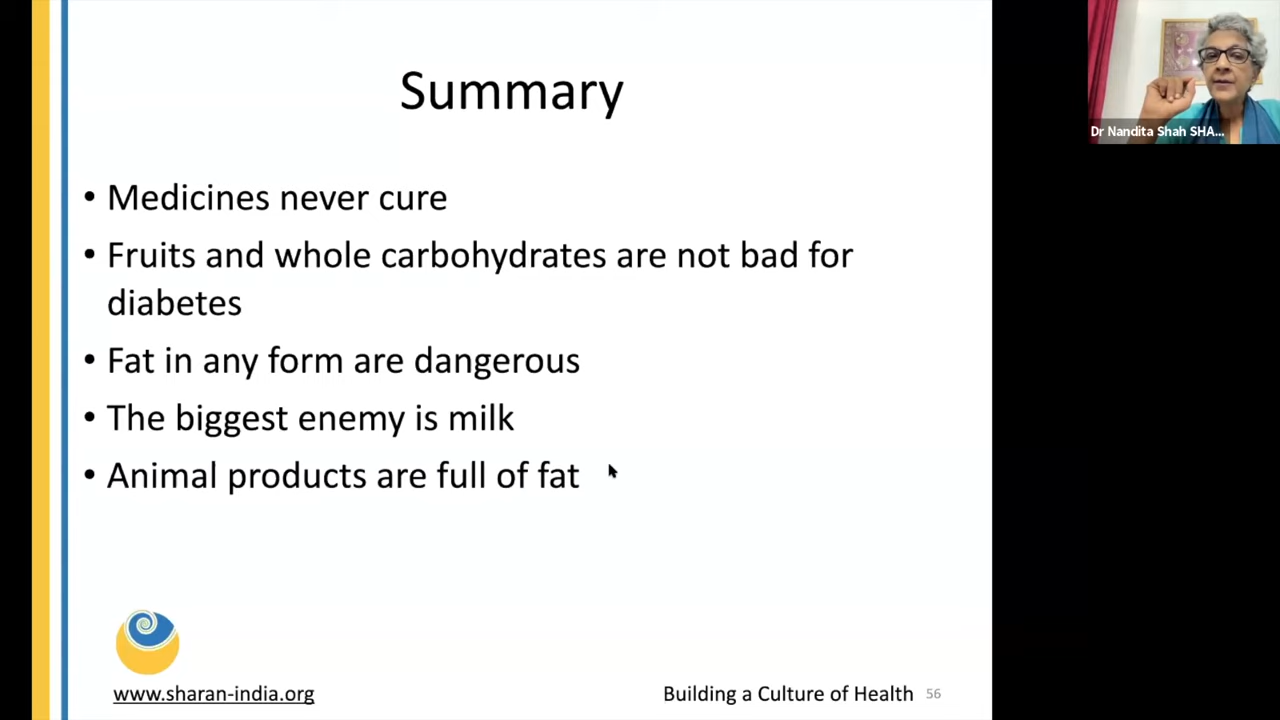 Summary
• Medicines never cure
• Fruits and whole carbohydrates are not bad for
diabetes
• Fat in any form are dangerous
• The biggest enemy is milk
• Animal products are full of fat
www.sharan-india.org
Building a Culture of Health 56
Dr Nandita Shah SHA...